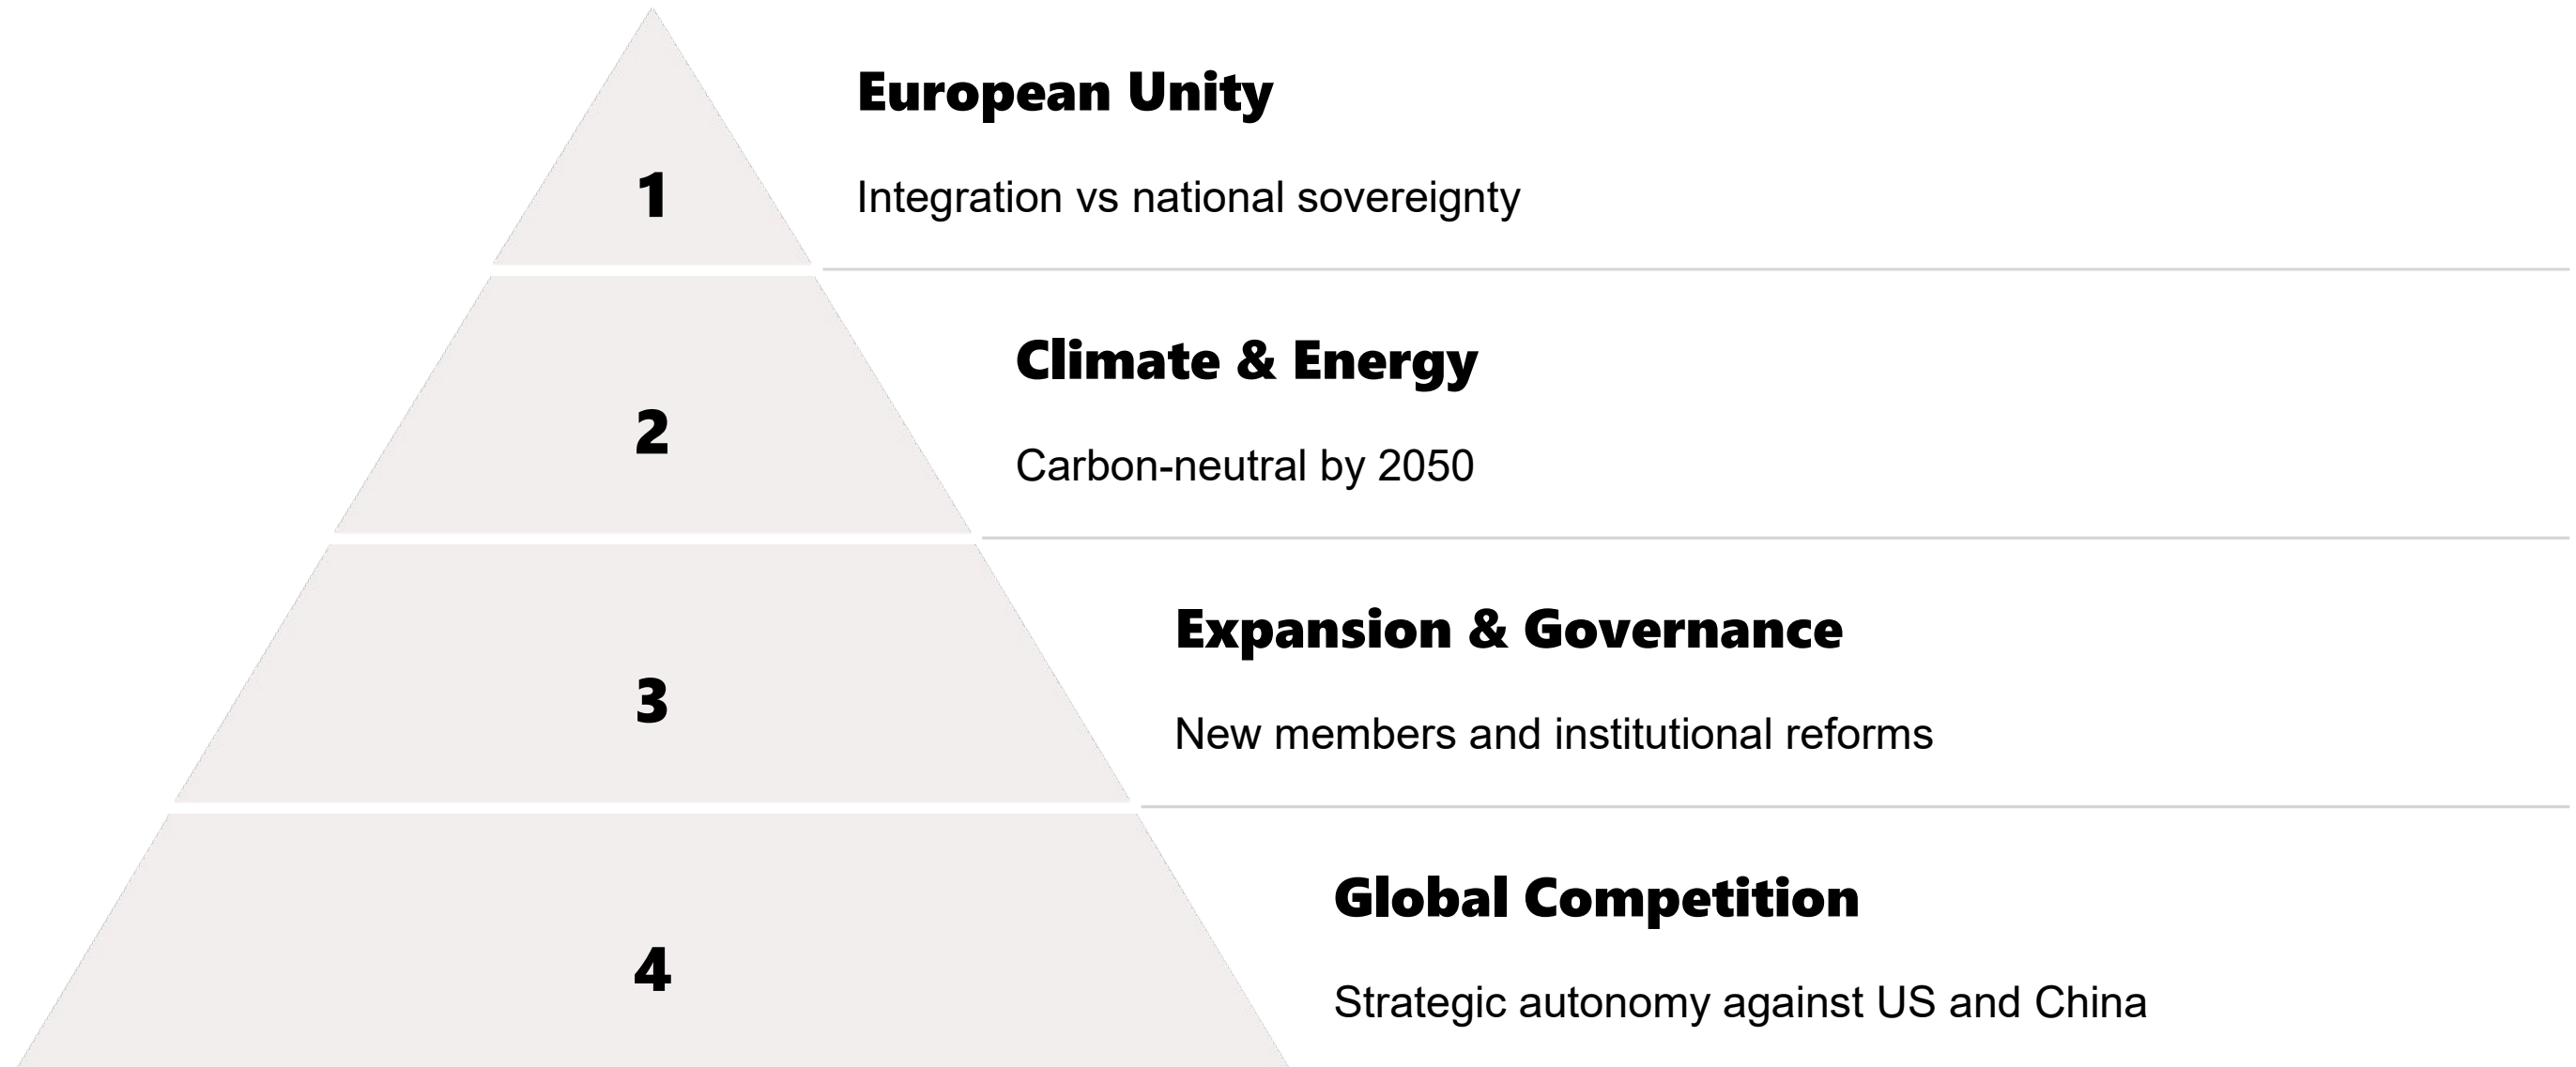 1
European Unity
Integration vs national sovereignty
2
Climate & Energy
Carbon-neutral by 2050
3
Expansion & Governance
New members and institutional reforms
4
Global Competition
Strategic autonomy against US and China